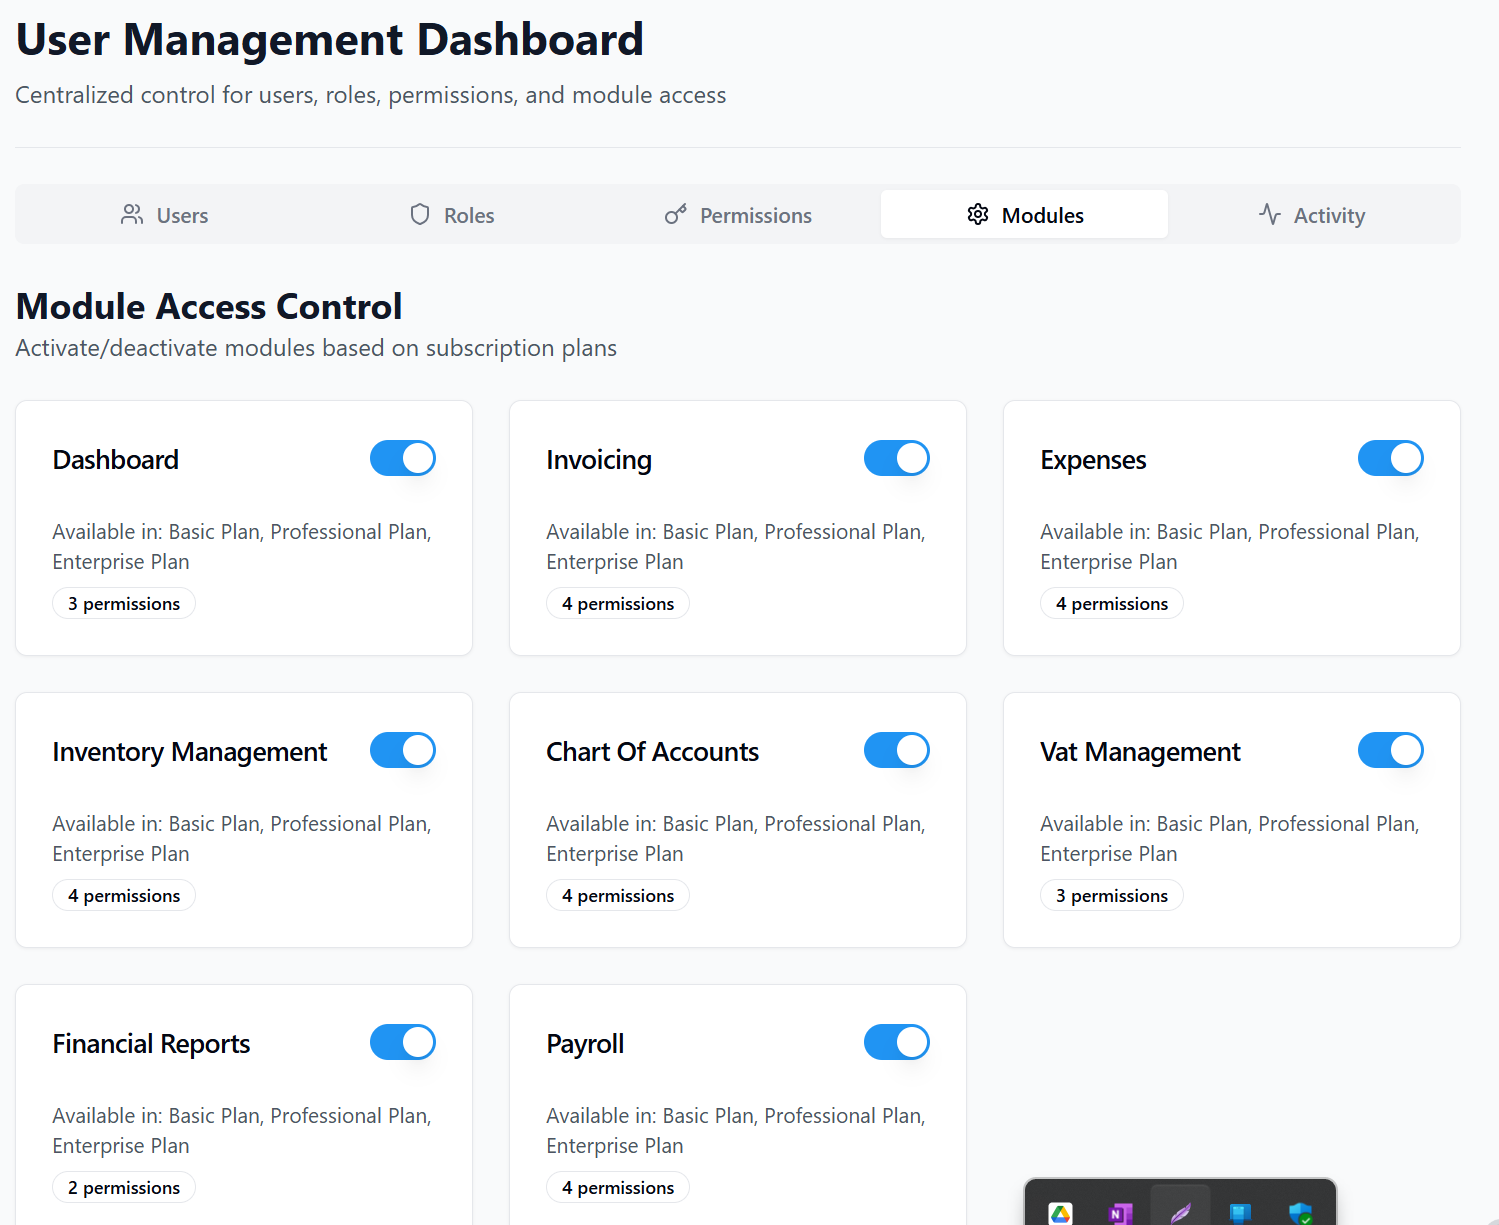 User Management Dashboard
Centralized control for users, roles, permissions, and module access
Users
Roles
Permissions
Modules
Activity
Module Access Control
Activate/deactivate modules based on subscription plans
Dashboard
Available in: Basic Plan, Professional Plan,
Enterprise Plan
3 permissions
Invoicing
Available in: Basic Plan, Professional Plan,
Enterprise Plan
4 permissions
Expenses
Available in: Basic Plan, Professional Plan,
Enterprise Plan
4 permissions
Inventory Management
Available in: Basic Plan, Professional Plan,
Enterprise Plan
4 permissions
Chart Of Accounts
Available in: Basic Plan, Professional Plan,
Enterprise Plan
4 permissions
Vat Management
Available in: Basic Plan, Professional Plan,
Enterprise Plan
3 permissions
Financial Reports
Available in: Basic Plan, Professional Plan,
Enterprise Plan
2 permissions
Payroll
Available in: Basic Plan, Professional Plan,
Enterprise Plan
4 permissions
N